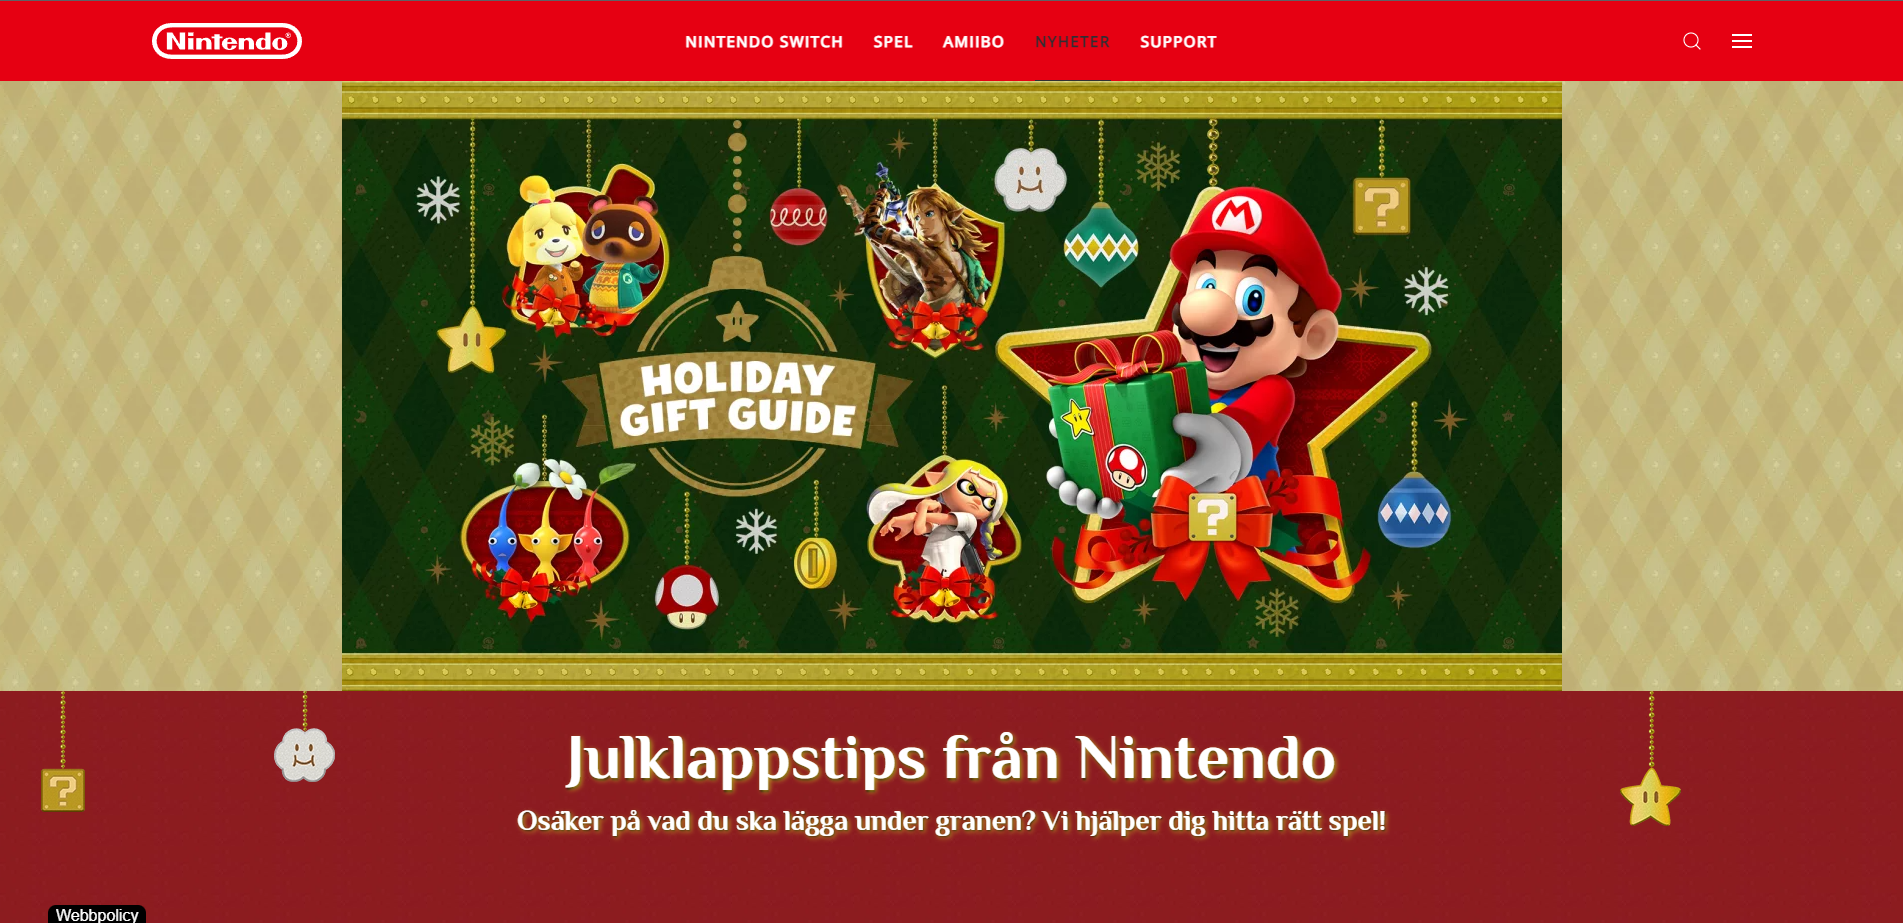 Nintendo®
NINTENDO SWITCH SPEL AMIIBO NYHETER SUPPORT
HOLIDAY
GIFT GUIDE
Julklappstips från Nintendo
Osäker på vad du ska lägga under granen? Vi hjälper dig hitta rätt spel!
Webbpolicy